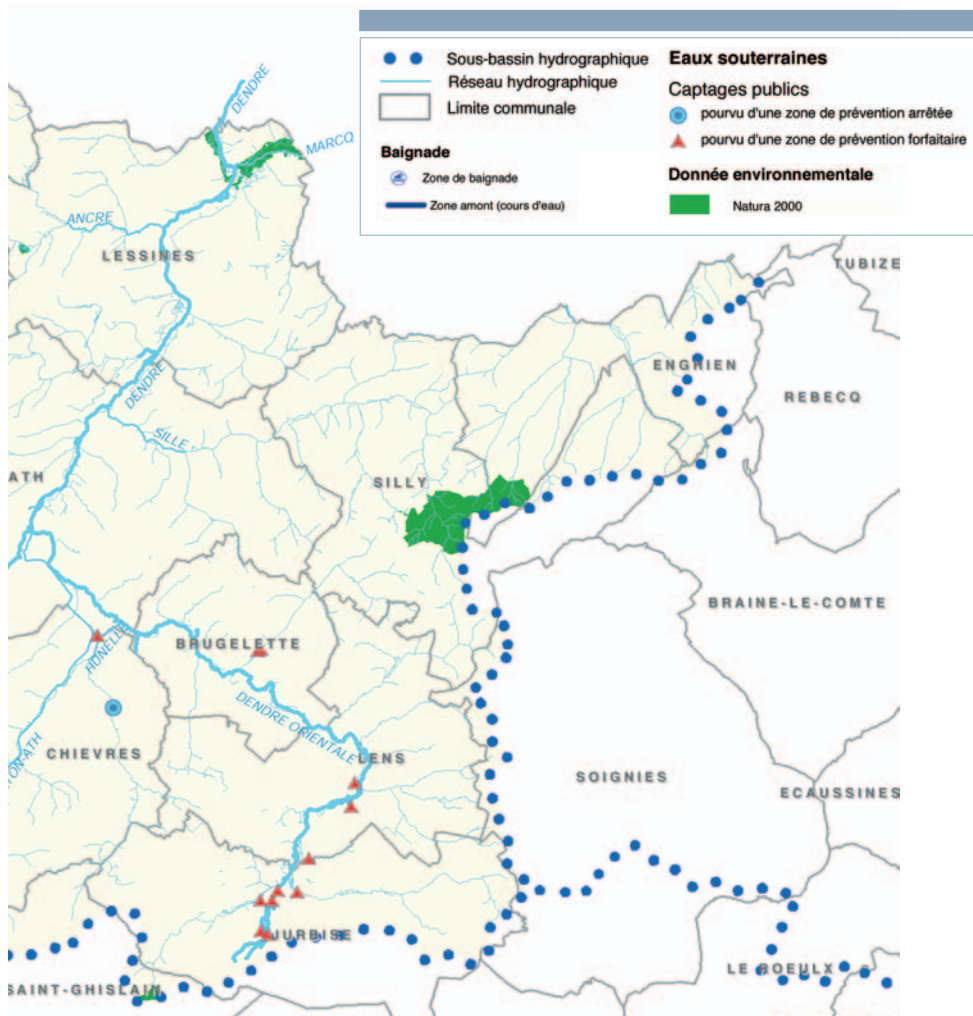 Sous-bassin hydrographique
Réseau hydrographique
Limite communale
Baignade
Zone de baignade
Zone amont (cours d'eau)
Eaux souterraines
Captages publics
pourvu d'une zone de prévention arrêtée
pourvu d'une zone de prévention forfaitaire
Donnée environnementale
Natura 2000
DENDRE
MARCQ
ANCRE
LESSINES
TUBIZE
ENGHIEN
DENDRE
REBECQ
SILLE
ATH
SILLY
BRAINE-LE-COMTE
HUNELLE
BRUGELETTE
DENDRE ORIENTALE
CHIEVRES
TON-ATH
LENS
SOIGNIES
ECAUSSINES
JURBISE
LE ROEULX
SAINT-GHISLAIN